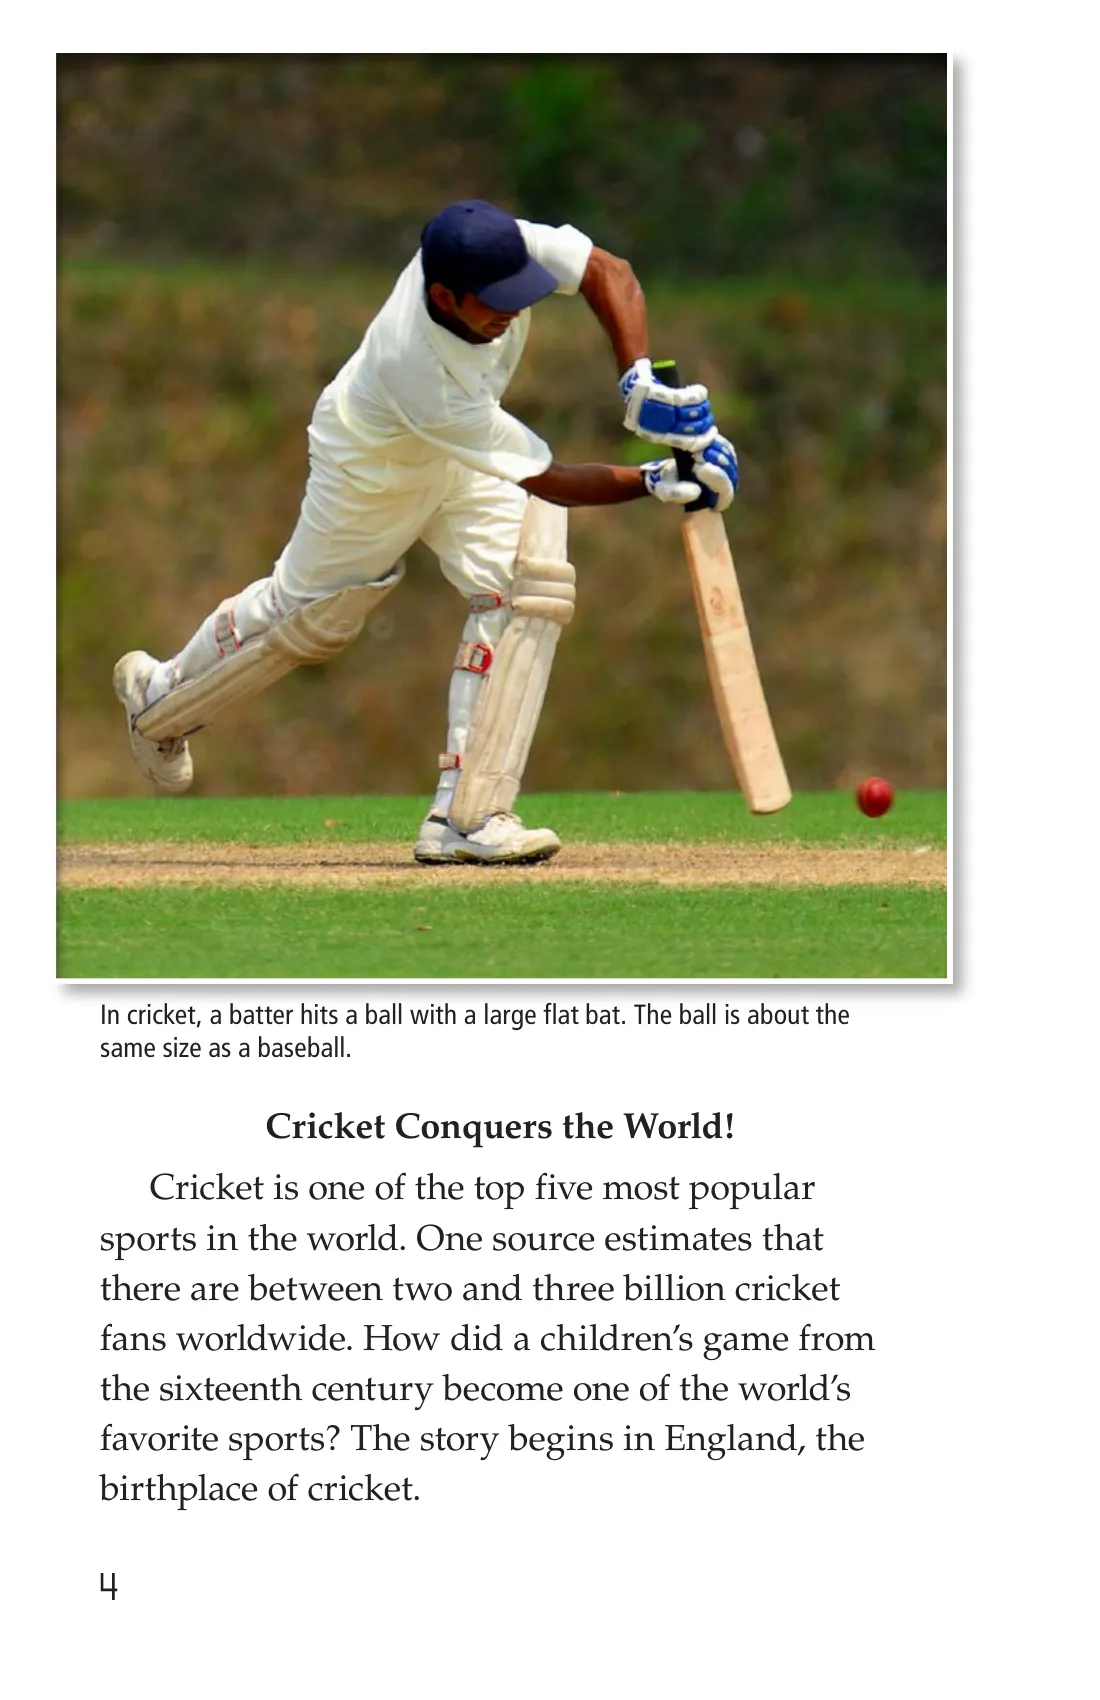 In cricket, a batter hits a ball with a large flat bat. The ball is about the
same size as a baseball.
Cricket Conquers the World!
Cricket is one of the top five most popular
sports in the world. One source estimates that
there are between two and three billion cricket
fans worldwide. How did a children’s game from
the sixteenth century become one of the world’s
favorite sports? The story begins in England, the
birthplace of cricket.
4